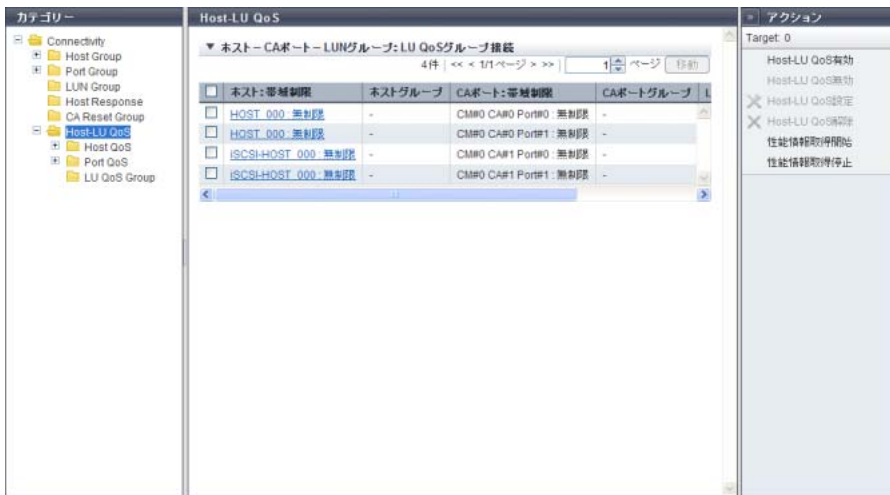 カテゴリー
Connectivity
Host Group
Port Group
LUN Group
Host Response
CA Reset Group
Host-LU QoS
Host QoS
Port QoS
LU QoS Group
Host-LU QoS
▼ ホスト－CAポート－LUNグループ:LU QoSグループ接続
4件 | << < 1/1ページ > >> | 1 ページ 移動
ホスト:帯域制限 ホストグループ CAポート:帯域制限 CAポートグループ L
HOST_000 : 無制限 - CM#0 CA#0 Port#0 : 無制限 -
HOST_000 : 無制限 - CM#0 CA#0 Port#1 : 無制限 -
iSCSI-HOST_000 : 無制限 - CM#0 CA#1 Port#0 : 無制限 -
iSCSI-HOST_000 : 無制限 - CM#0 CA#1 Port#1 : 無制限 -
» アクション
Target: 0
Host-LU QoS有効
Host-LU QoS無効
Host-LU QoS設定
Host-LU QoS解除
性能情報取得開始
性能情報取得停止